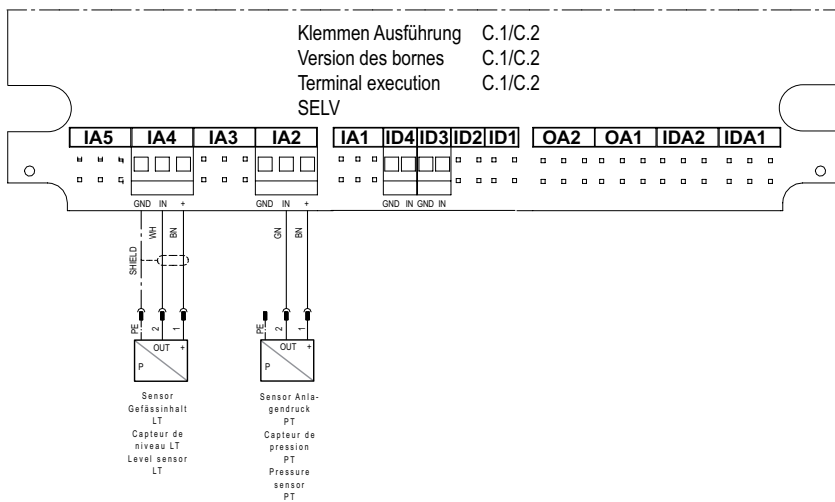 Klemmen Ausführung C.1/C.2
Version des bornes C.1/C.2
Terminal execution C.1/C.2
SELV
IA5 IA4 IA3 IA2 IA1 ID4 ID3 ID2 ID1 OA2 OA1 IDA2 IDA1
GND IN + GND IN + GND IN GND IN
SHIELD WH BN GN BN
PE 2 1 PE 2 1
OUT + OUT +
P P
Sensor
Gefässinhalt
LT
Capteur de
niveau LT
Level sensor
LT
Sensor Anla-
gendruck
PT
Capteur de
pression
PT
Pressure
sensor
PT